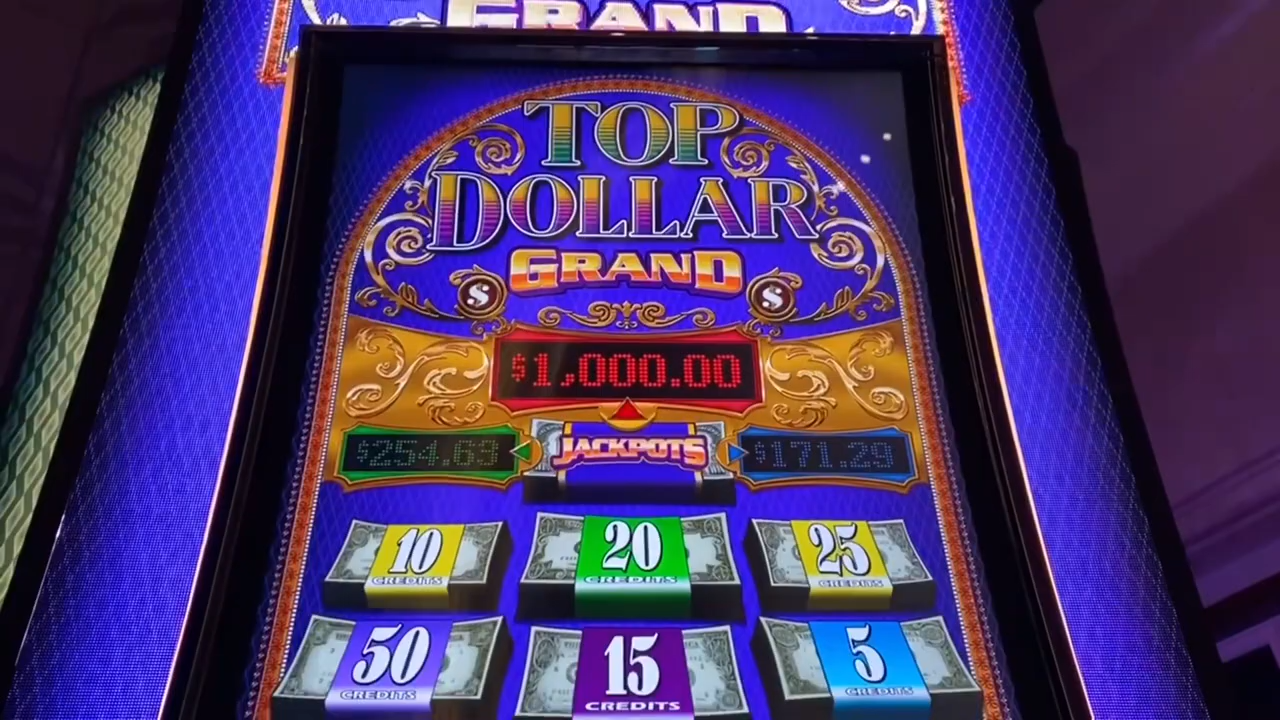 GRAND
TOP
DOLLAR
GRAND
$ $
$1,000.00
$254.63 JACKPOTS $171.29
10 20 25
CREDITS CREDITS CREDITS
50 15 5
CREDITS CREDITS CREDITS